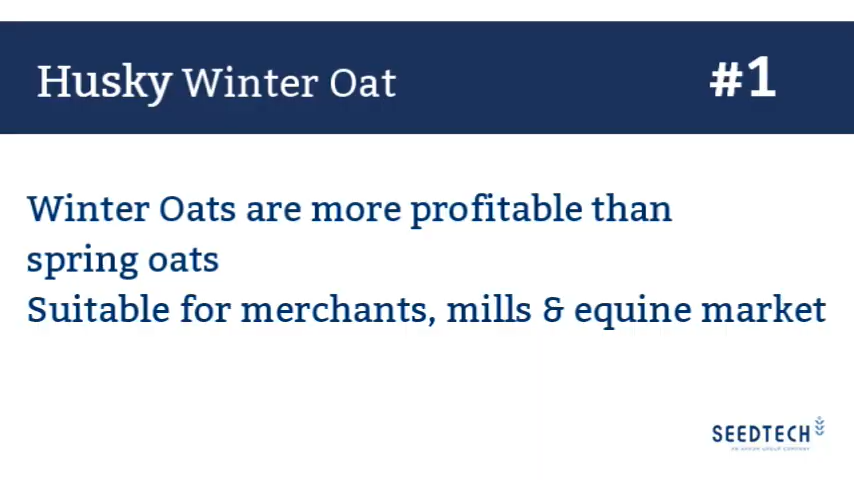 Husky Winter Oat #1
Winter Oats are more profitable than
spring oats
Suitable for merchants, mills & equine market
SEEDTECH